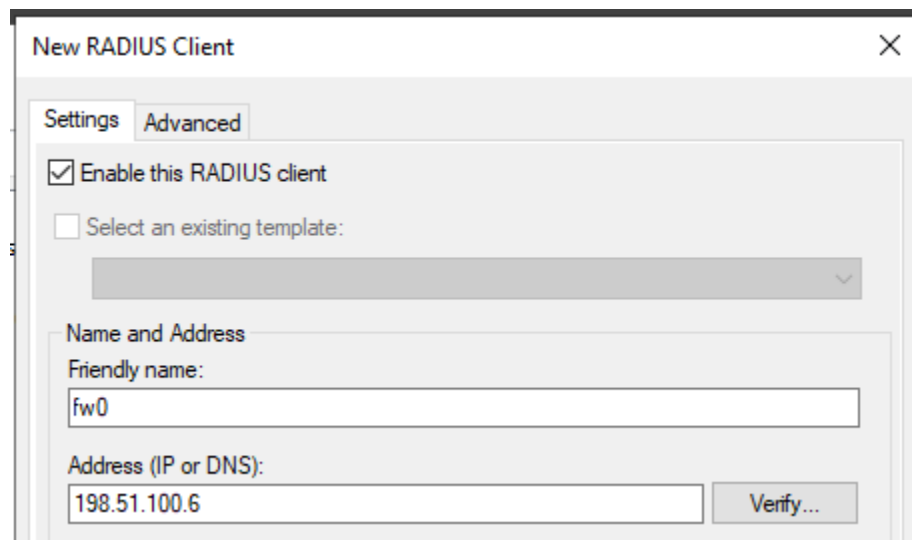 New RADIUS Client
Settings Advanced
Enable this RADIUS client
Select an existing template:
Name and Address
Friendly name:
fw0
Address (IP or DNS):
198.51.100.6 Verify...